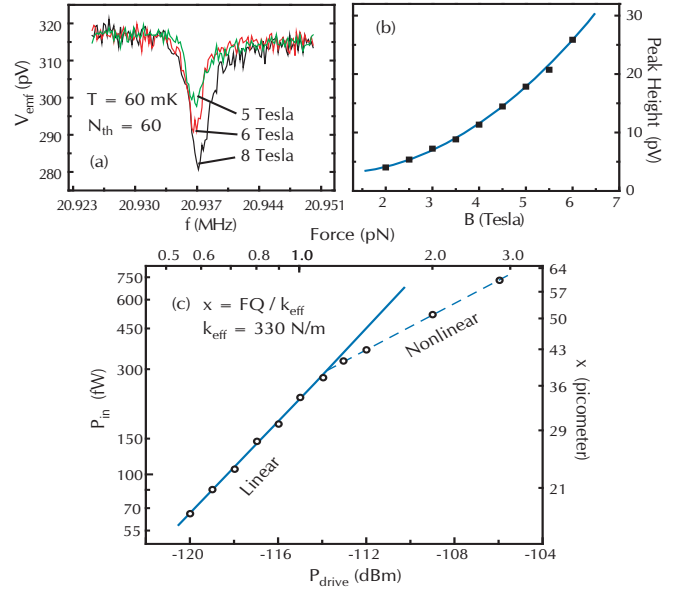 320
310
300
290
280
V_emf (pV)
T = 60 mK
N_th = 60
(a)
5 Tesla
6 Tesla
8 Tesla
20.923 20.930 20.937 20.944 20.951
f (MHz)
(b)
30
20
10
0
Peak Height (pV)
1 2 3 4 5 6 7
B (Tesla)
Force (pN)
0.5 0.6 0.8 1.0 2.0 3.0
750
600
450
300
150
100
70
55
P_in (fW)
(c) x = FQ / k_eff
k_eff = 330 N/m
Nonlinear
Linear
64
57
50
43
36
29
21
x (picometer)
-120 -116 -112 -108 -104
P_drive (dBm)